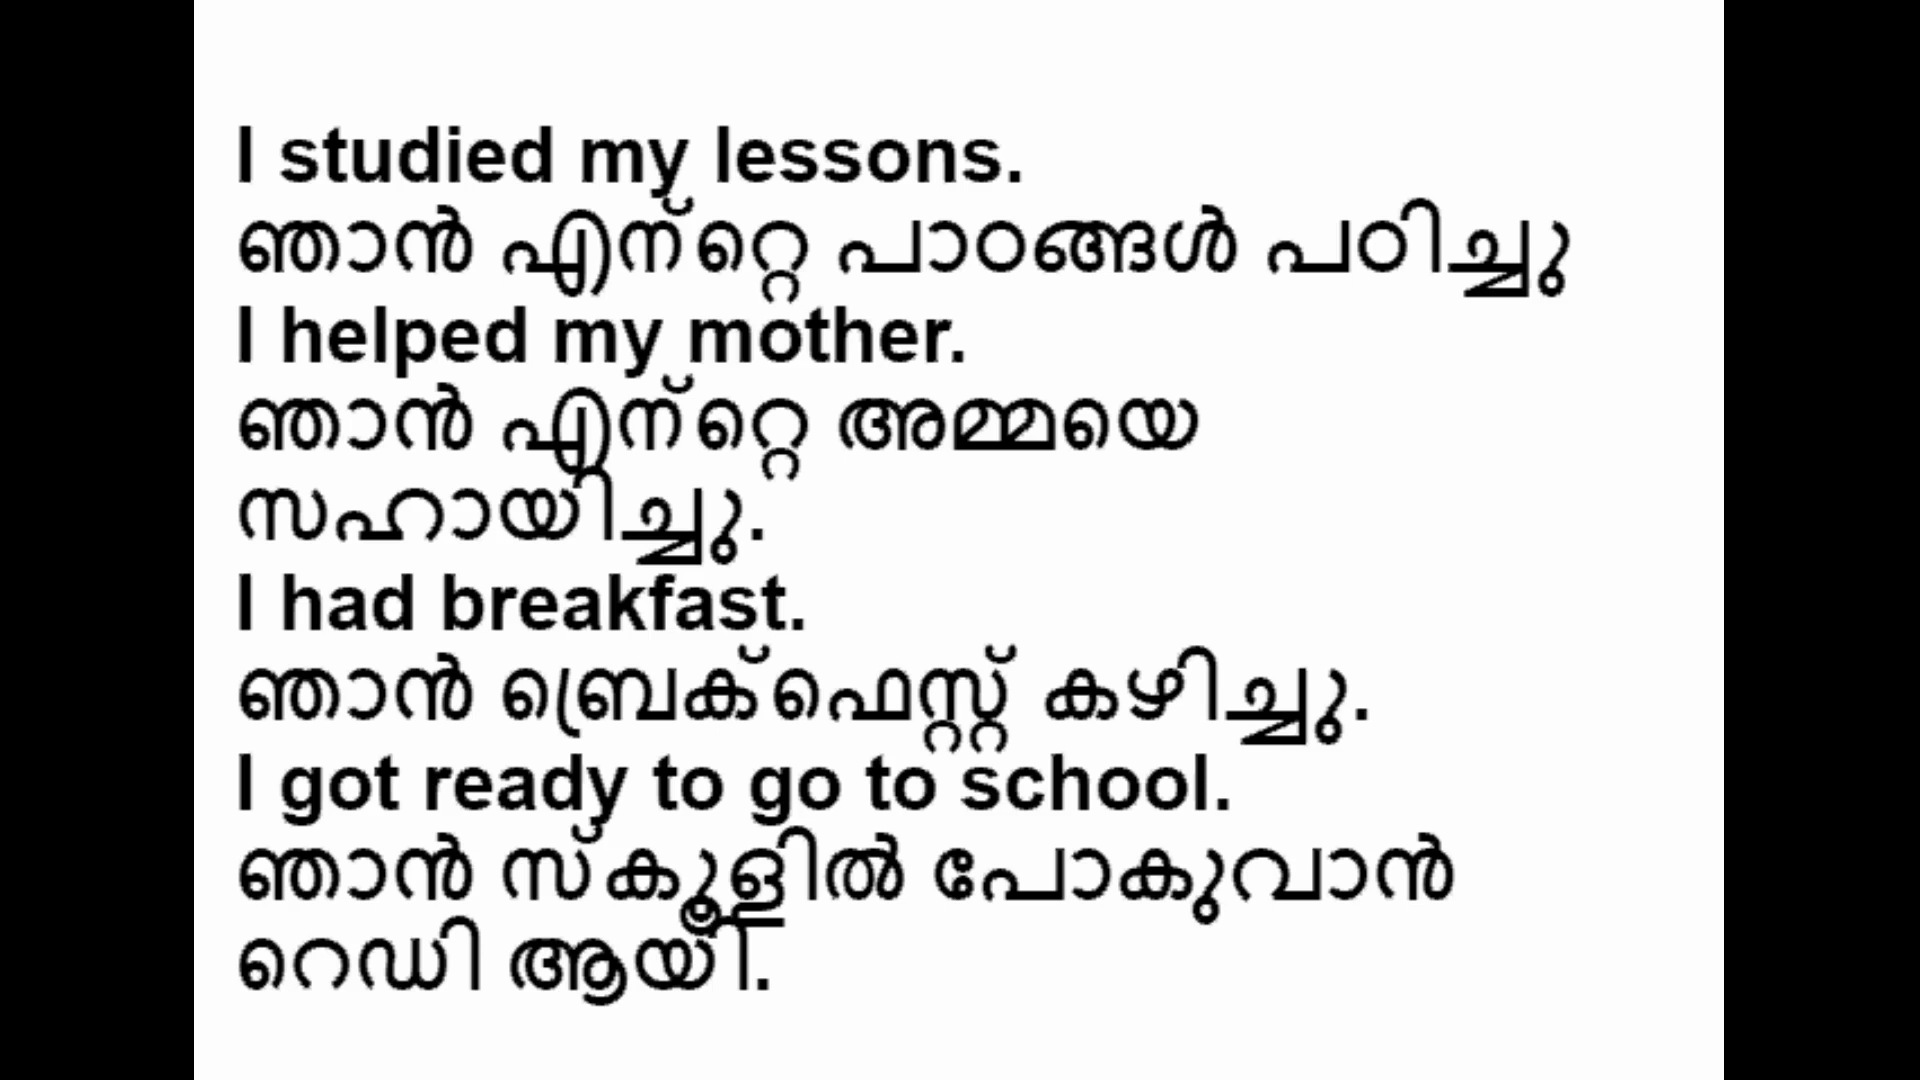 I studied my lessons.
ഞാൻ എന്‍റെ പാഠങ്ങൾ പഠിച്ചു
I helped my mother.
ഞാൻ എന്‍റെ അമ്മയെ
സഹായിച്ചു.
I had breakfast.
ഞാൻ ബ്രെക്ഫെസ്റ്റ് കഴിച്ചു.
I got ready to go to school.
ഞാൻ സ്കൂളിൽ പോകുവാൻ
റെഡി ആയി.